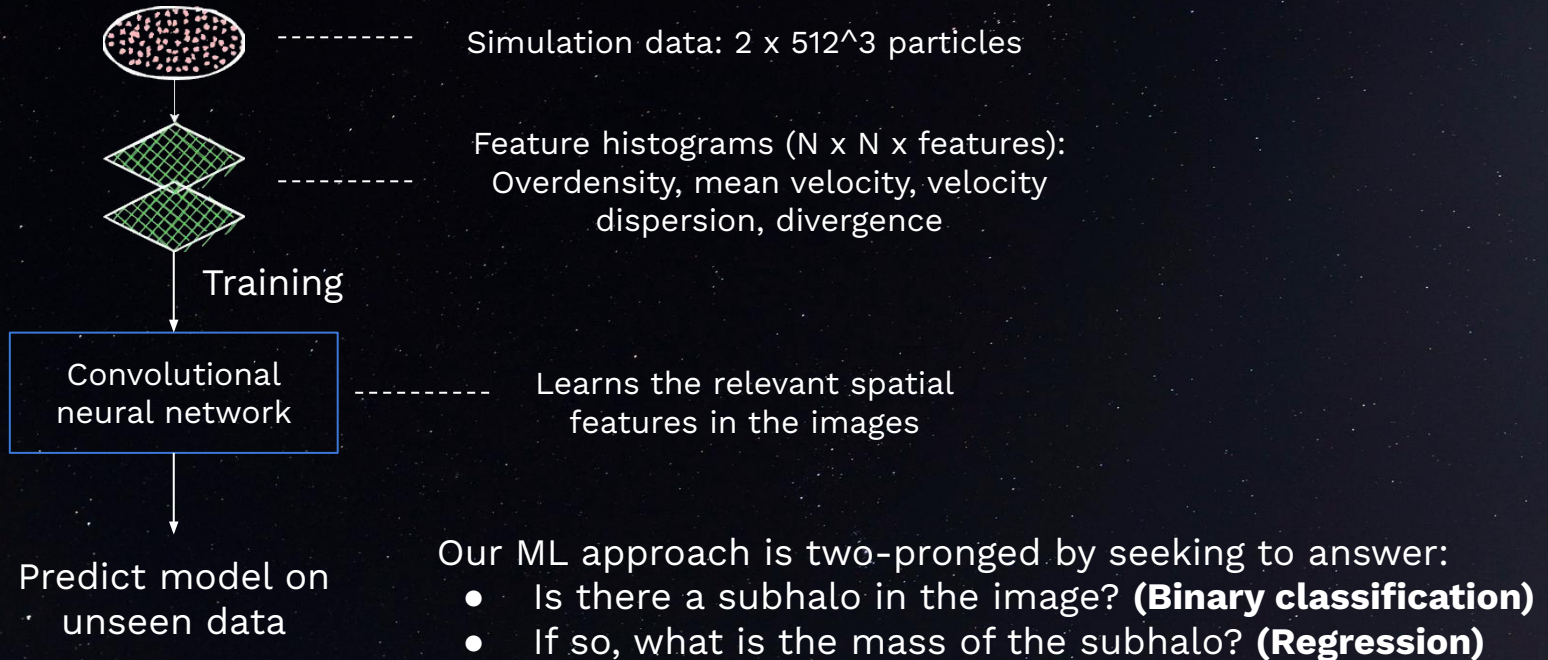 Simulation data: 2 x 512^3 particles
Feature histograms (N x N x features):
Overdensity, mean velocity, velocity
dispersion, divergence
Training
Convolutional
neural network
Learns the relevant spatial
features in the images
Predict model on
unseen data
Our ML approach is two-pronged by seeking to answer:
● Is there a subhalo in the image? (Binary classification)
● If so, what is the mass of the subhalo? (Regression)